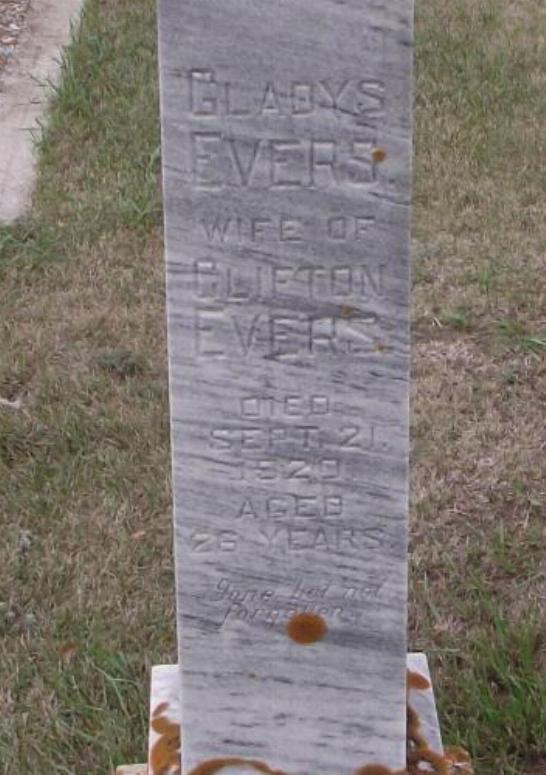 GLADYS
EVERS.
WIFE OF
CLIFTON
EVERS.
DIED
SEPT. 21.
1920.
AGED
26 YEARS.
Gone but not
forgotten.